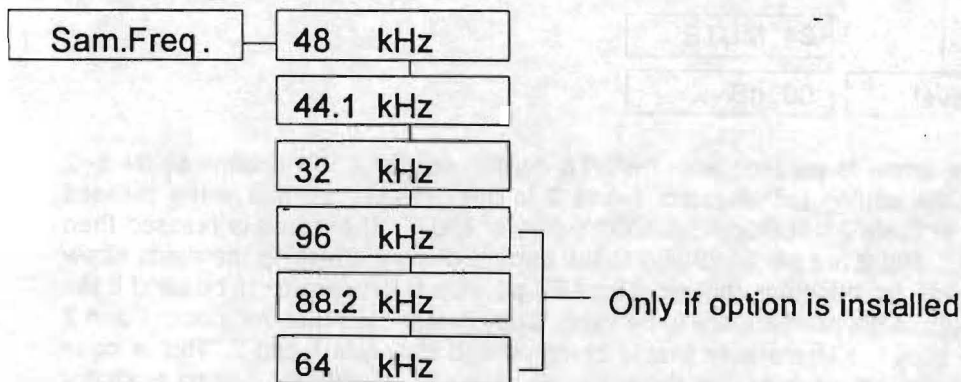 Sam.Freq. 48 kHz
44.1 kHz
32 kHz
96 kHz
88.2 kHz
Only if option is installed
64 kHz